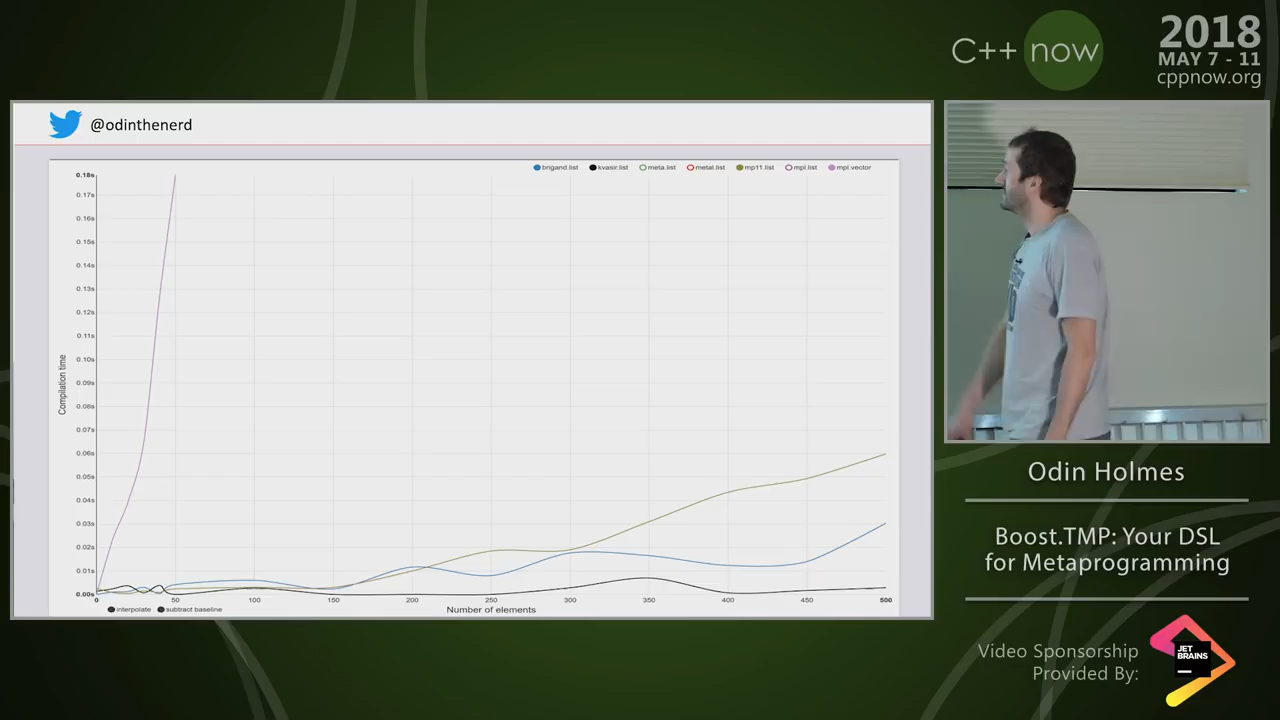 C++ now
2018
MAY 7 - 11
cppnow.org
@odinthenerd
brigand.list kvasir.list meta.list metal.list mp11.list mpl.list mpl.vector
0.18s
0.17s
0.16s
0.15s
0.14s
0.13s
0.12s
0.11s
0.10s
0.09s
0.08s
0.07s
0.06s
0.05s
0.04s
0.03s
0.02s
0.01s
0.00s
Compilation time
0 50 100 150 200 250 300 350 400 450 500
interpolate subtract baseline
Number of elements
Odin Holmes
Boost.TMP: Your DSL
for Metaprogramming
Video Sponsorship
Provided By:
JET
BRAINS